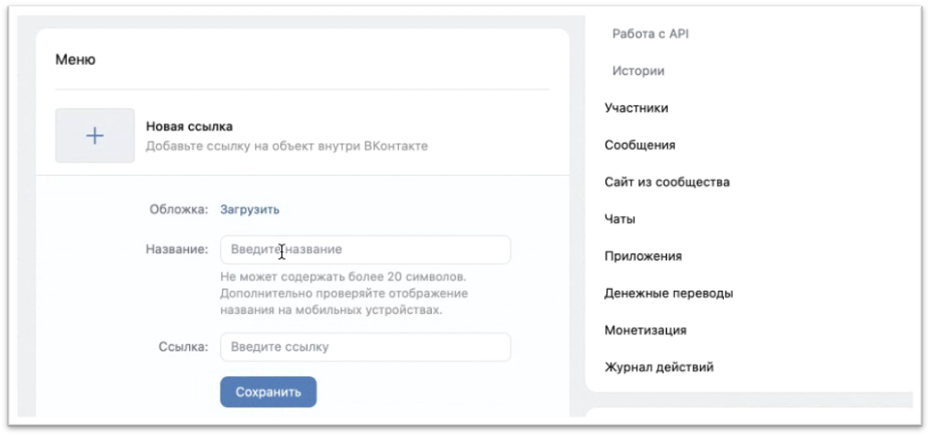 Меню
Новая ссылка
Добавьте ссылку на объект внутри ВКонтакте
Обложка: Загрузить
Название: Введите название
Не может содержать более 20 символов.
Дополнительно проверяйте отображение
названия на мобильных устройствах.
Ссылка: Введите ссылку
Сохранить
Работа с API
Истории
Участники
Сообщения
Сайт из сообщества
Чаты
Приложения
Денежные переводы
Монетизация
Журнал действий